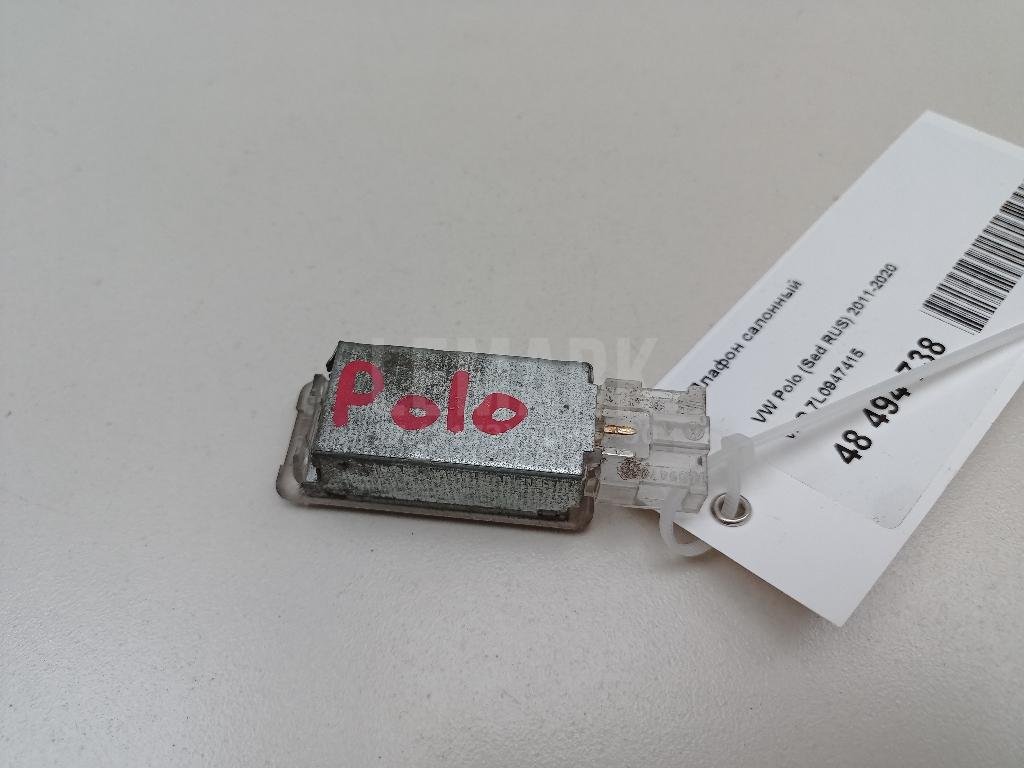 Polo
Плафон салонный
VW Polo (Sed RUS) 2011-2020
7L0947415
48 494 738